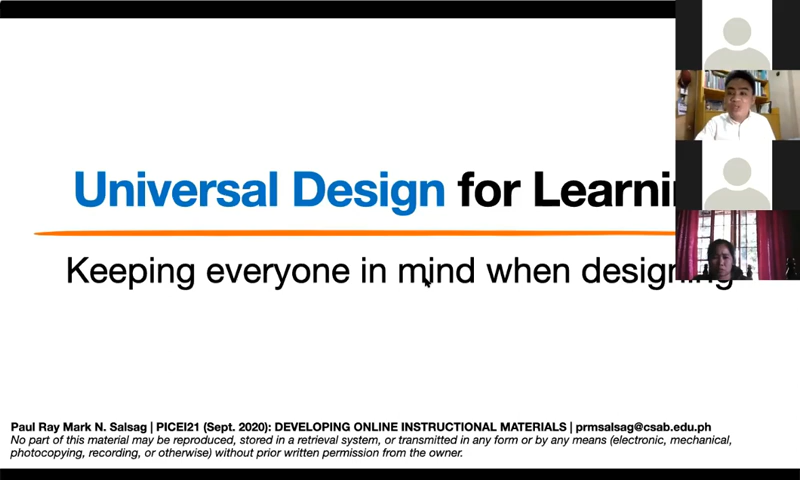 Universal Design for Learnin
Keeping everyone in mind when designing
Paul Ray Mark N. Salsag | PICEI21 (Sept. 2020): DEVELOPING ONLINE INSTRUCTIONAL MATERIALS | prmsalsag@csab.edu.ph
No part of this material may be reproduced, stored in a retrieval system, or transmitted in any form or by any means (electronic, mechanical,
photocopying, recording, or otherwise) without prior written permission from the owner.